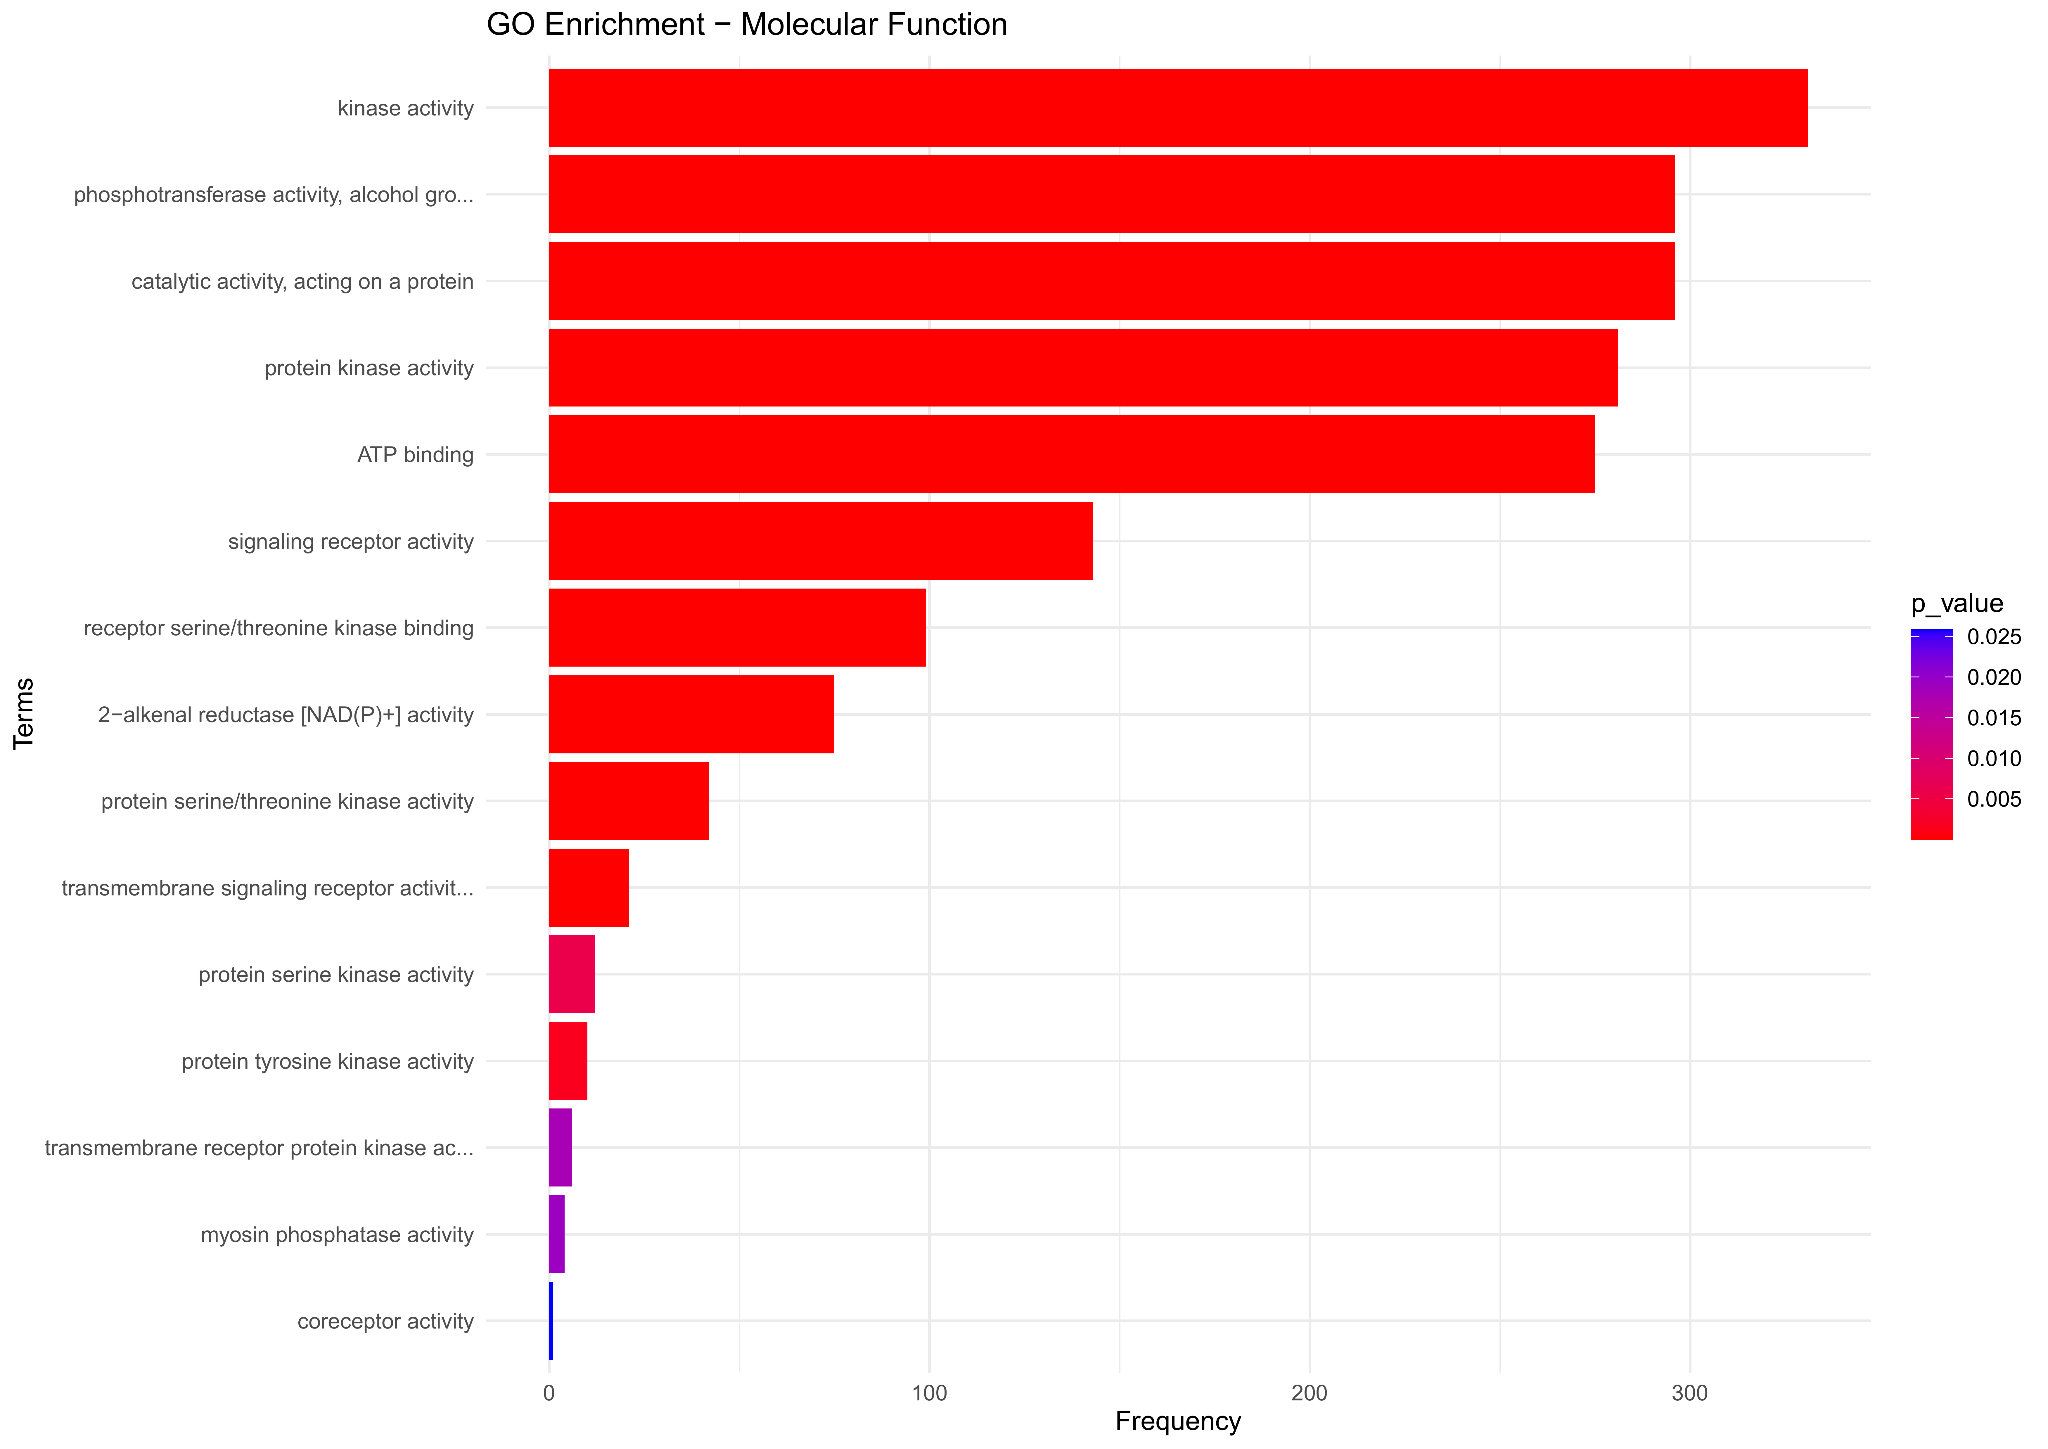 GO Enrichment − Molecular Function
kinase activity
phosphotransferase activity, alcohol gro...
catalytic activity, acting on a protein
protein kinase activity
ATP binding
signaling receptor activity
receptor serine/threonine kinase binding
2−alkenal reductase [NAD(P)+] activity
protein serine/threonine kinase activity
transmembrane signaling receptor activit...
protein serine kinase activity
protein tyrosine kinase activity
transmembrane receptor protein kinase ac...
myosin phosphatase activity
coreceptor activity
Terms
0 100 200 300
Frequency
p_value
0.025
0.020
0.015
0.010
0.005